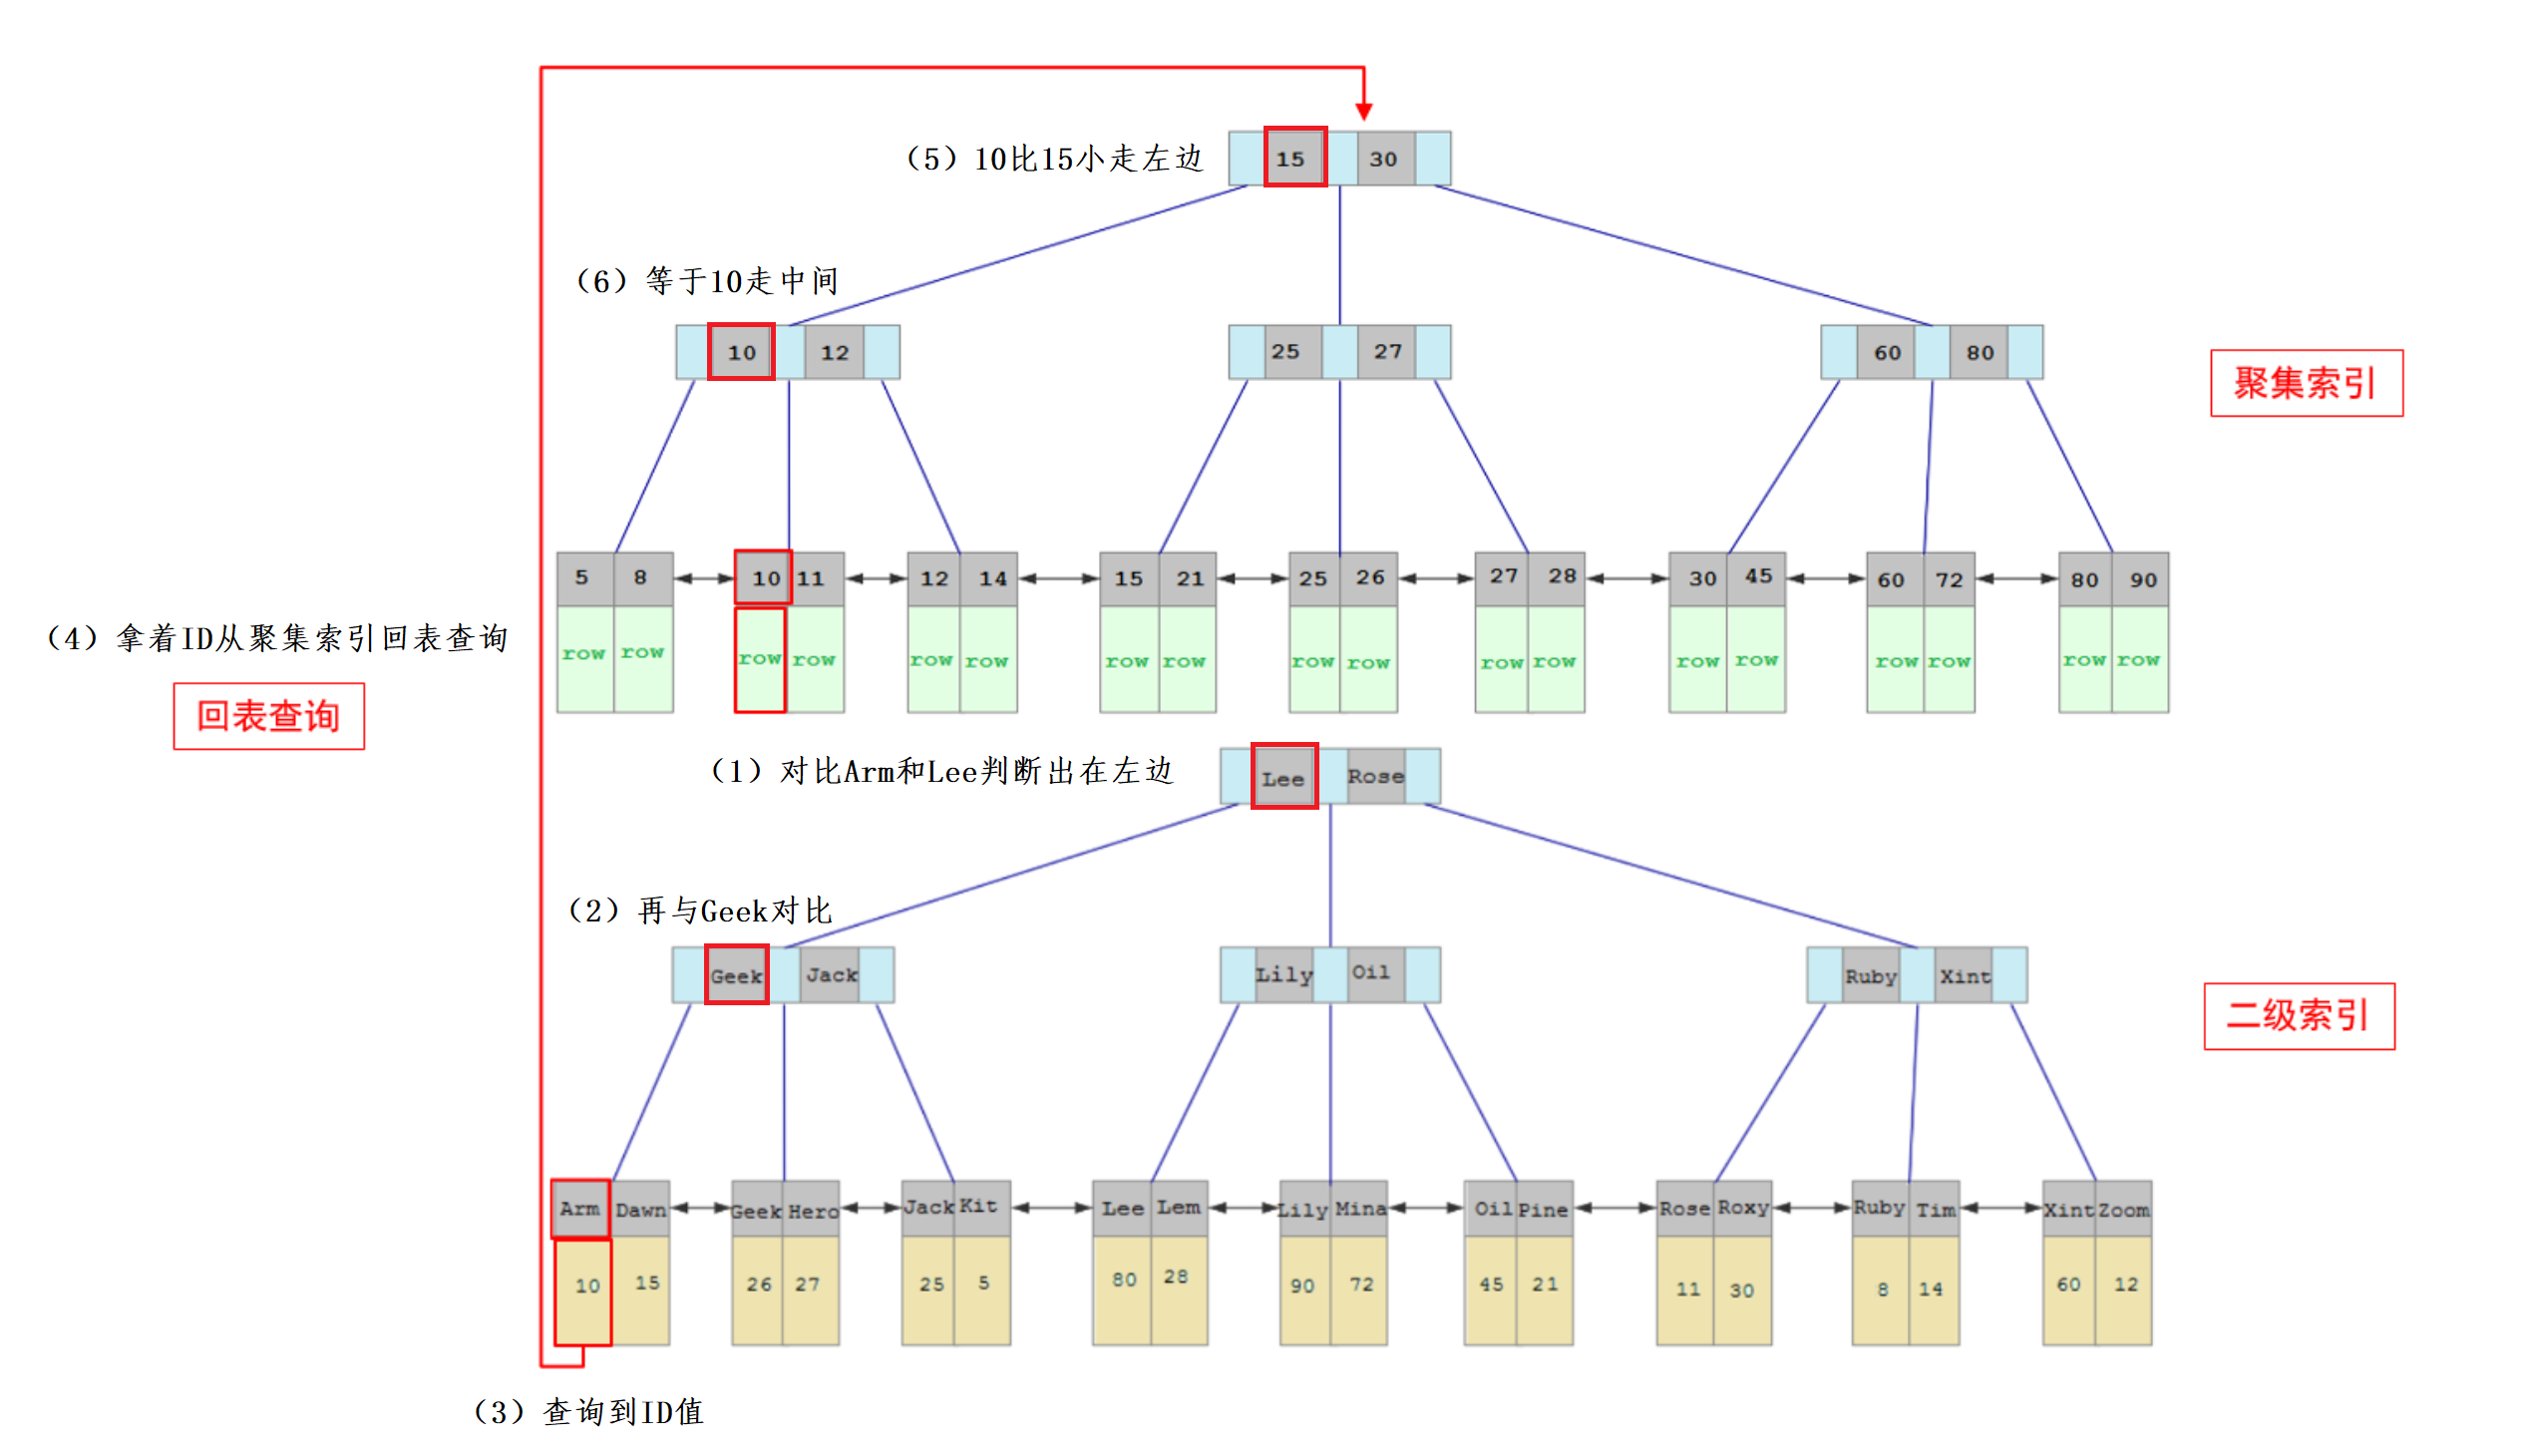 (5) 10比15小走左边
15 30
(6) 等于10走中间
10 12
25 27
60 80
聚集索引
5 8
10 11
12 14
15 21
25 26
27 28
30 45
60 72
80 90
(4) 拿着ID从聚集索引回表查询
row row
row row
row row
row row
row row
row row
row row
row row
row row
回表查询
(1) 对比Arm和Lee判断出在左边
Lee Rose
(2) 再与Geek对比
Geek Jack
Lily Oil
Ruby Xint
二级索引
Arm Dawn
Geek Hero
Jack Kit
Lee Lem
Lily Mina
Oil Pine
Rose Roxy
Ruby Tim
Xint Zoom
10 15
26 27
25 5
80 28
90 72
45 21
11 30
8 14
60 12
(3) 查询到ID值